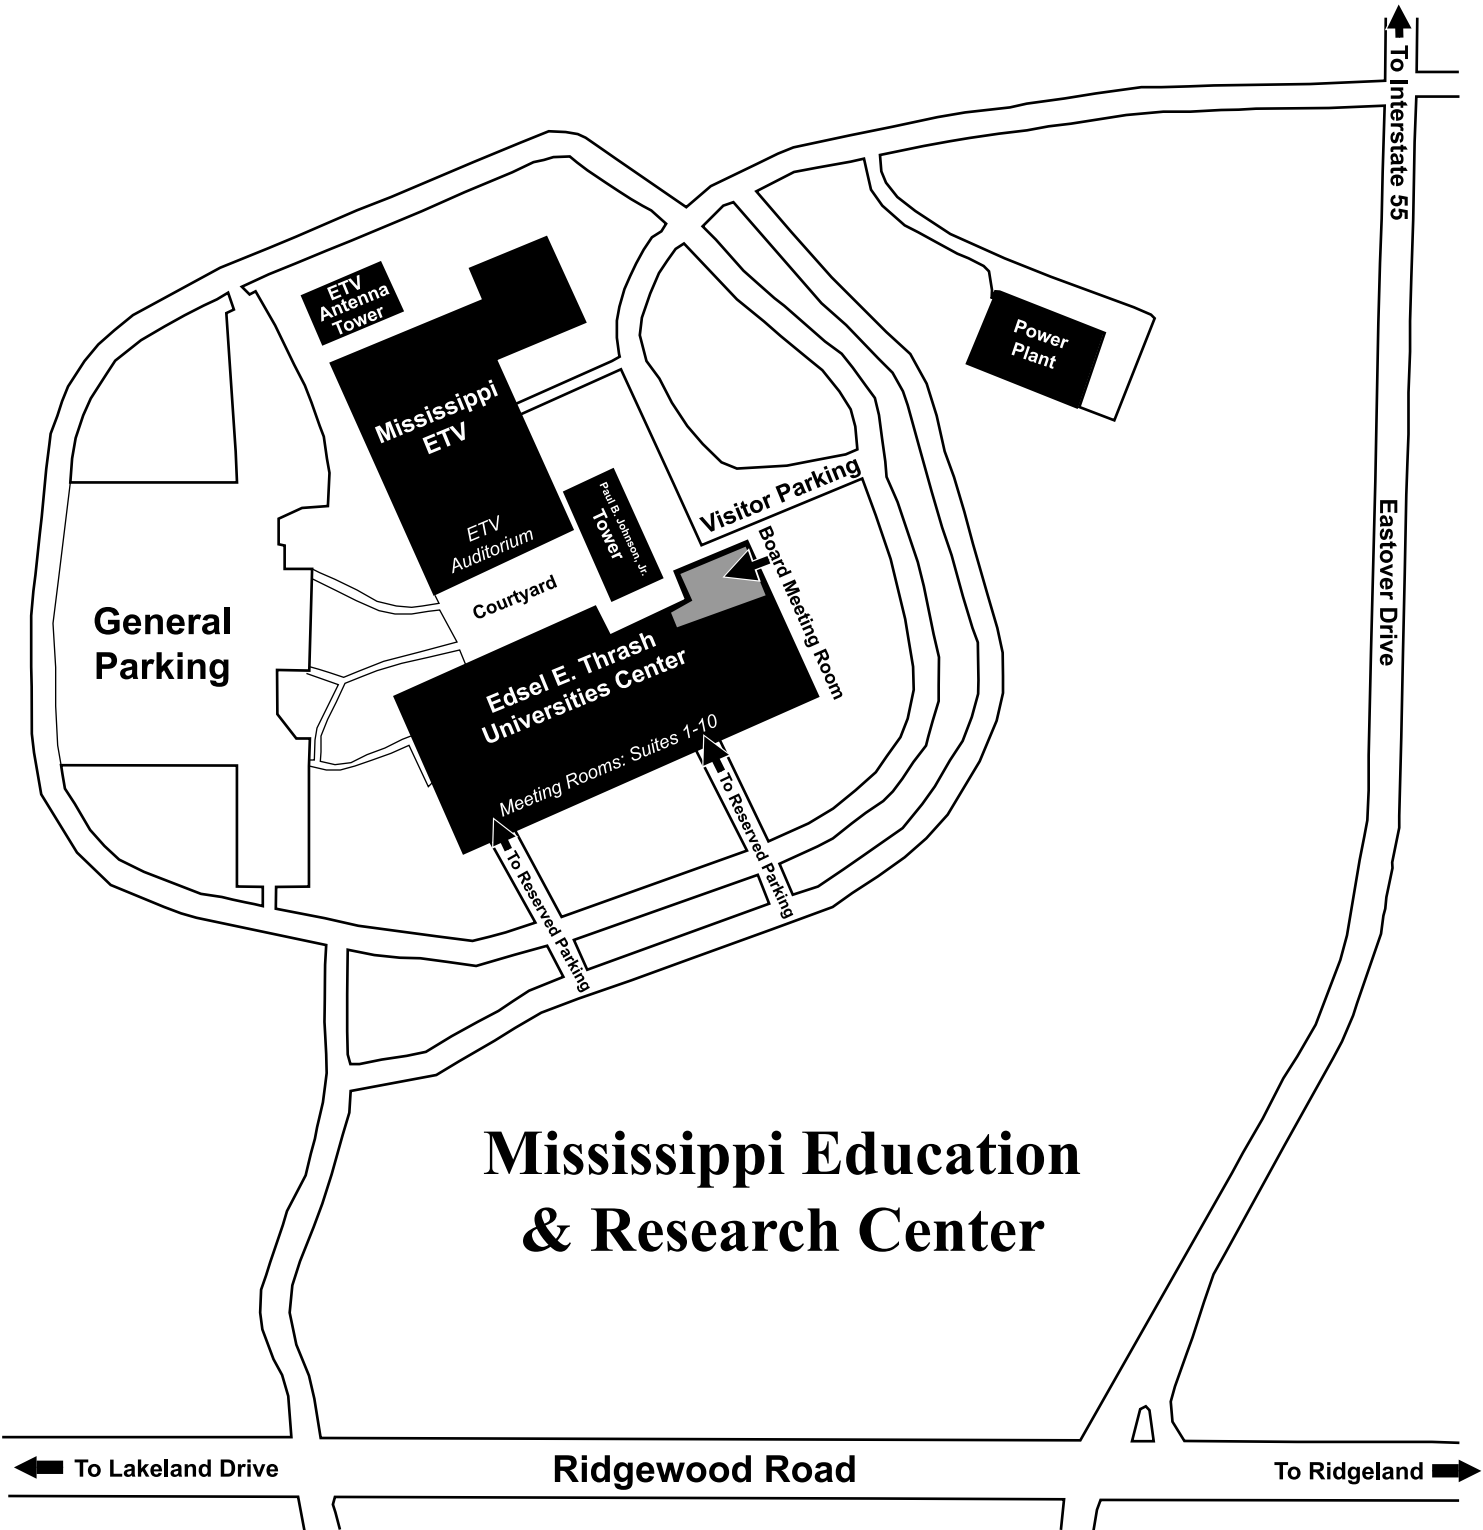 To Interstate 55
ETV
Antenna
Tower
Power
Plant
Mississippi
ETV
Visitor Parking
Paul B. Johnson, Jr.
Tower
ETV
Auditorium
Board Meeting Room
Eastover Drive
Courtyard
General
Parking
Edsel E. Thrash
Universities Center
Meeting Rooms: Suites 1-10
To Reserved Parking
To Reserved Parking
Mississippi Education
& Research Center
To Lakeland Drive
Ridgewood Road
To Ridgeland